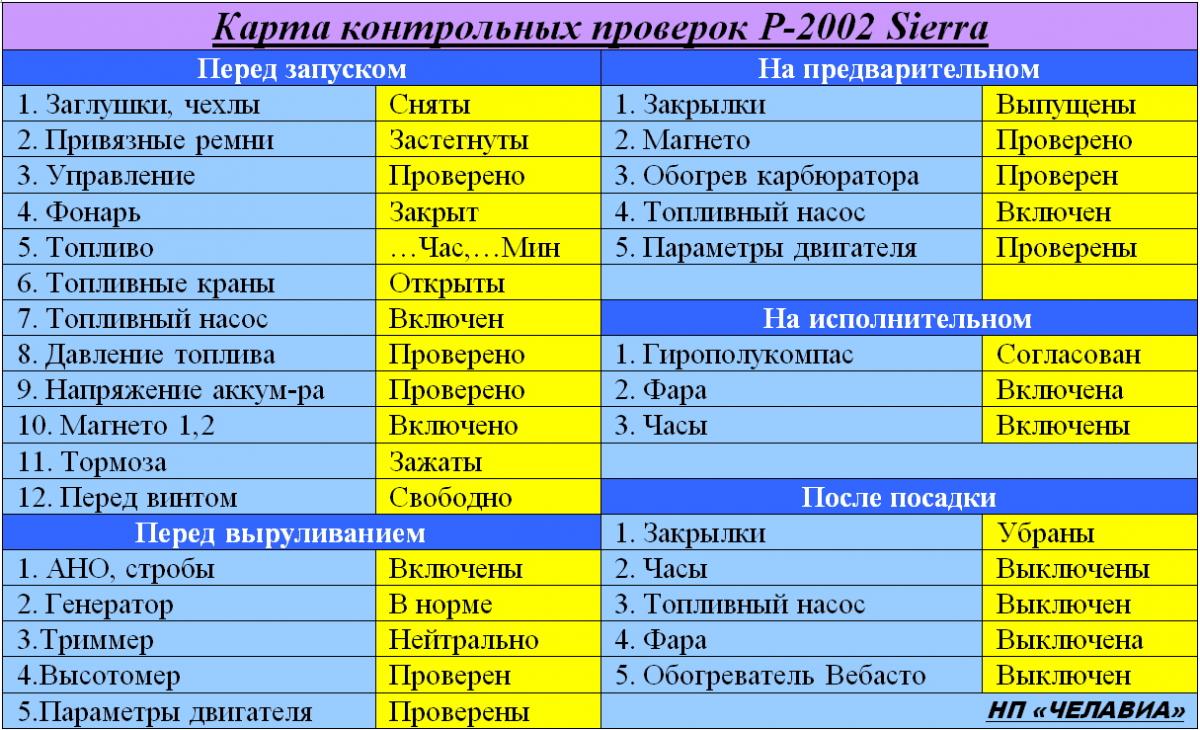 Карта контрольных проверок P-2002 Sierra
Перед запуском
1. Заглушки, чехлы Сняты
2. Привязные ремни Застегнуты
3. Управление Проверено
4. Фонарь Закрыт
5. Топливо …Час,…Мин
6. Топливные краны Открыты
7. Топливный насос Включен
8. Давление топлива Проверено
9. Напряжение аккум-ра Проверено
10. Магнето 1,2 Включено
11. Тормоза Зажаты
12. Перед винтом Свободно
Перед выруливанием
1. АНО, стробы Включены
2. Генератор В норме
3.Триммер Нейтрально
4.Высотомер Проверен
5.Параметры двигателя Проверены
На предварительном
1. Закрылки Выпущены
2. Магнето Проверено
3. Обогрев карбюратора Проверен
4. Топливный насос Включен
5. Параметры двигателя Проверены
На исполнительном
1. Гирополукомпас Согласован
2. Фара Включена
3. Часы Включены
После посадки
1. Закрылки Убраны
2. Часы Выключены
3. Топливный насос Выключен
4. Фара Выключена
5. Обогреватель Вебасто Выключен
НП «ЧЕЛАВИА»